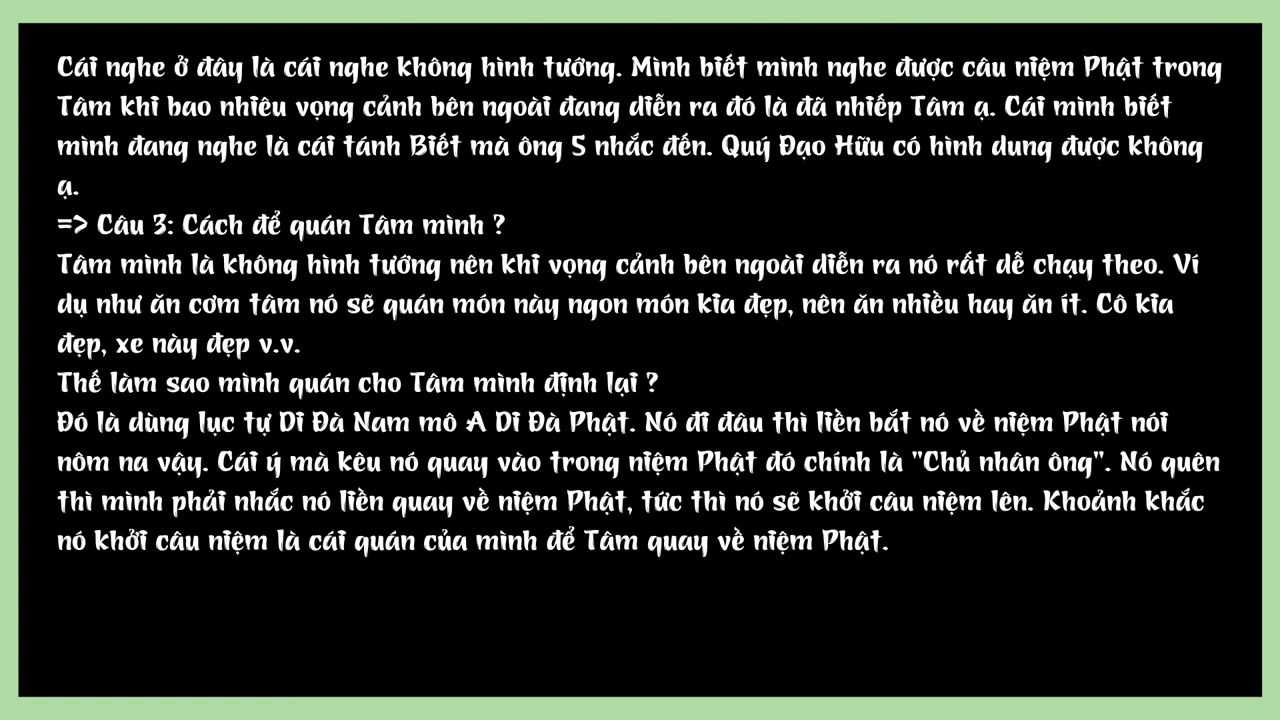 Cái nghe ở đây là cái nghe không hình tướng. Mình biết mình nghe được câu niệm Phật trong
Tâm khi bao nhiêu vọng cảnh bên ngoài đang diễn ra đó là đã nhiếp Tâm ạ. Cái mình biết
mình đang nghe là cái tánh Biết mà ông 5 nhắc đến. Quý Đạo Hữu có hình dung được không
ạ.
=> Câu 3: Cách để quán Tâm mình ?
Tâm mình là không hình tướng nên khi vọng cảnh bên ngoài diễn ra nó rất dễ chạy theo. Ví
dụ như ăn cơm tâm nó sẽ quán món này ngon món kia đẹp, nên ăn nhiều hay ăn ít. Cô kia
đẹp, xe này đẹp v.v.
Thế làm sao mình quán cho Tâm mình định lại ?
Đó là dùng lục tự Di Đà Nam mô A Di Đà Phật. Nó đi đâu thì liền bắt nó về niệm Phật nói
nôm na vậy. Cái ý mà kêu nó quay vào trong niệm Phật đó chính là "Chủ nhân ông". Nó quên
thì mình phải nhắc nó liền quay về niệm Phật, tức thì nó sẽ khởi câu niệm lên. Khoảnh khắc
nó khởi câu niệm là cái quán của mình để Tâm quay về niệm Phật.